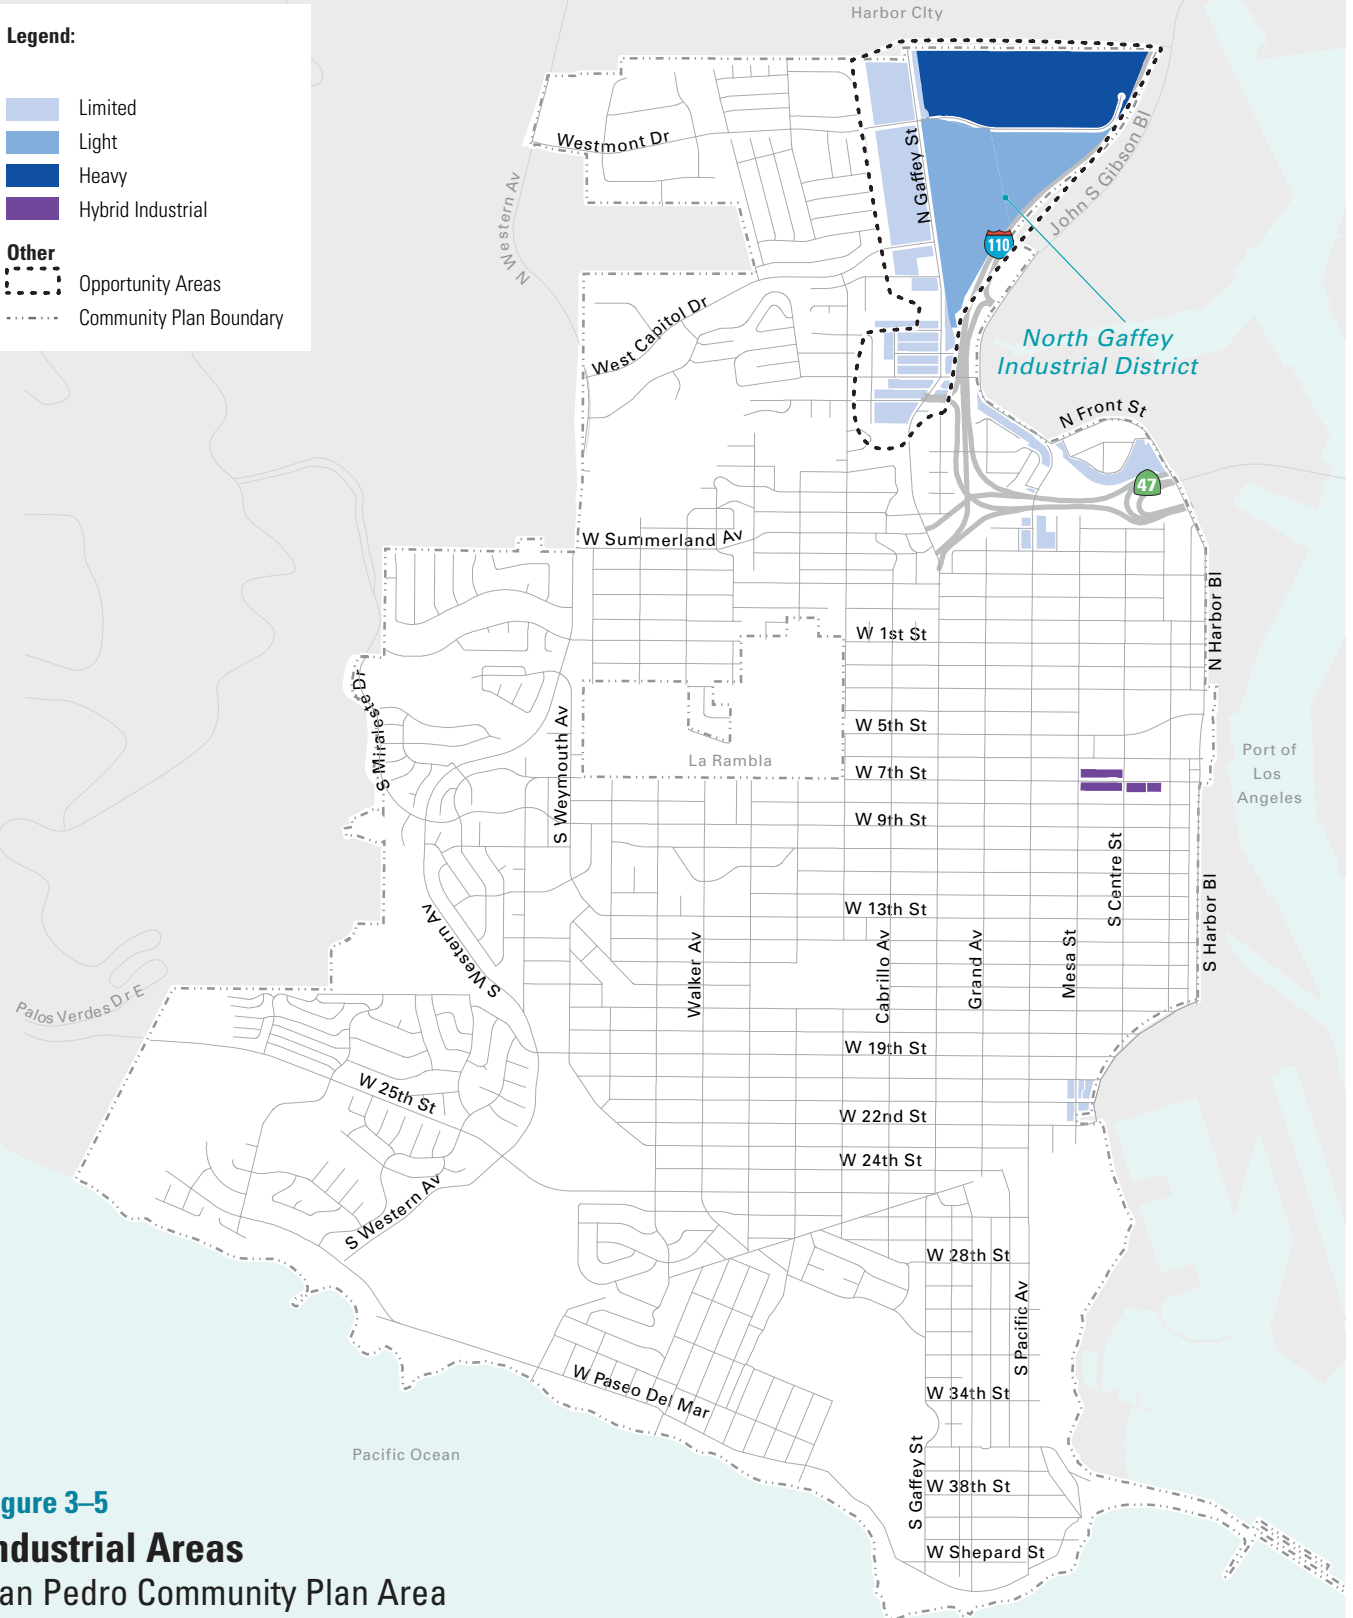 Harbor CIty
Legend:
Limited
Light
Heavy
Hybrid Industrial
Other
Opportunity Areas
Community Plan Boundary
Westmont Dr
N Western Av
N Gaffey St
John S Gibson Bl
110
West Capitol Dr
North Gaffey
Industrial District
N Front St
47
W Summerland Av
N Harbor Bl
W 1st St
S Miraleste Dr
S Weymouth Av
W 5th St
La Rambla
W 7th St
Port of
Los
Angeles
W 9th St
S Centre St
S Harbor Bl
W 13th St
S Western Av
Walker Av
Cabrillo Av
Grand Av
Mesa St
Palos Verdes Dr E
W 19th St
W 25th St
W 22nd St
W 24th St
S Western Av
W 28th St
S Pacific Av
W Paseo Del Mar
W 34th St
Pacific Ocean
S Gaffey St
W 38th St
W Shepard St
gure 3–5
ndustrial Areas
an Pedro Community Plan Area